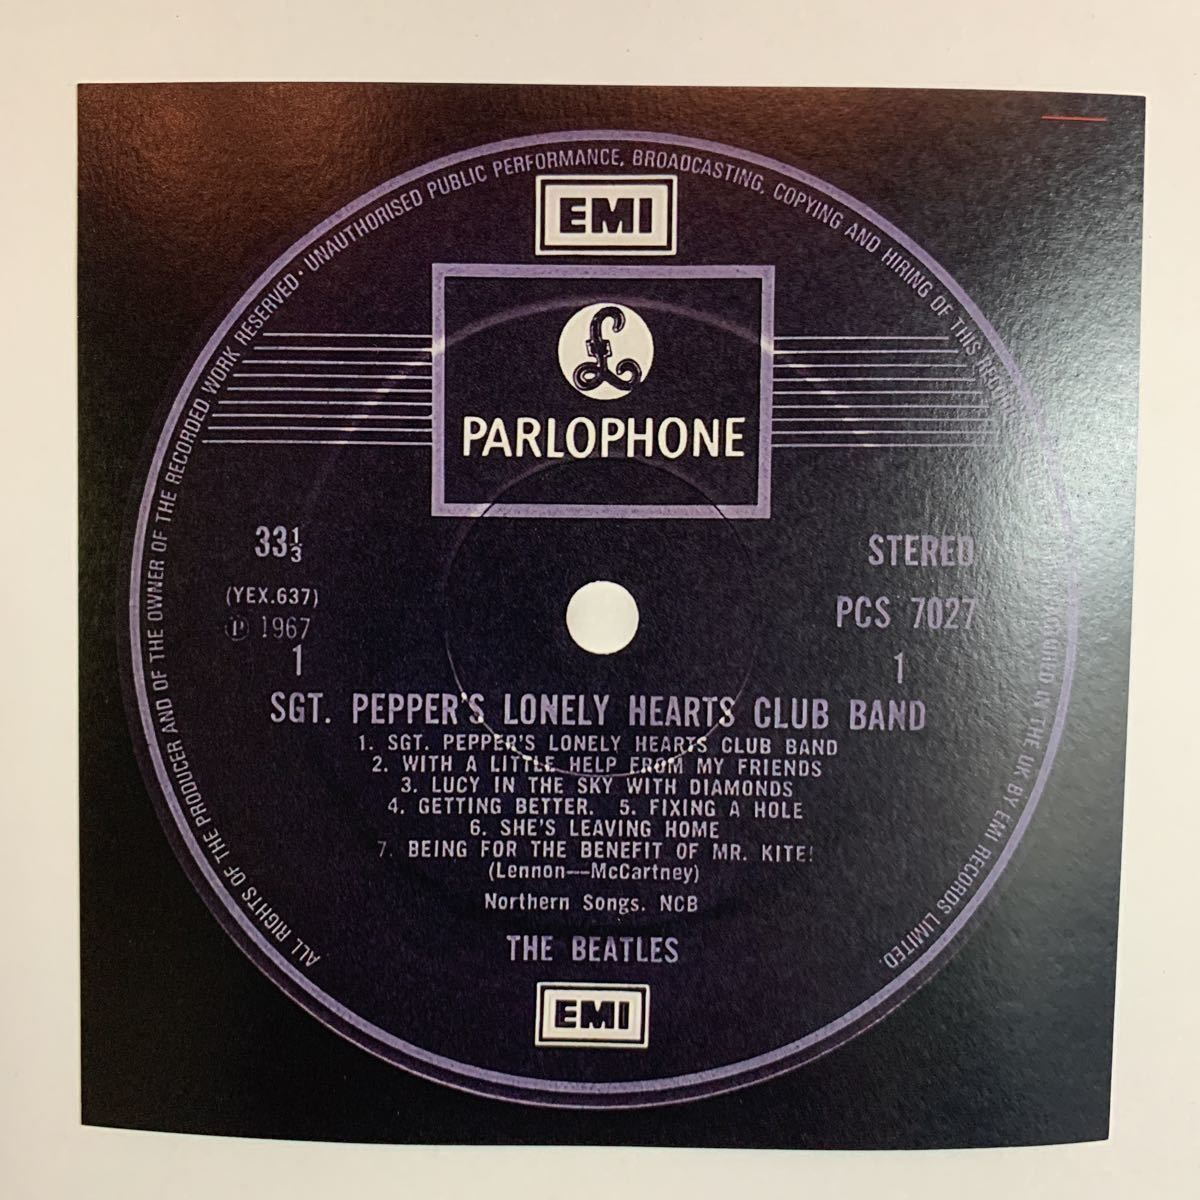 ALL RIGHTS OF THE PRODUCER AND OF THE OWNER OF THE RECORDED WORK RESERVED · UNAUTHORISED PUBLIC PERFORMANCE, BROADCASTING, COPYING AND HIRING OF THIS RECORD IN THE UK BY EMI RECORDS LIMITED.
EMI
£
PARLOPHONE
33⅓
STEREO
(YEX.637)
PCS 7027
℗ 1967
1
1
SGT. PEPPER'S LONELY HEARTS CLUB BAND
1. SGT. PEPPER'S LONELY HEARTS CLUB BAND
2. WITH A LITTLE HELP FROM MY FRIENDS
3. LUCY IN THE SKY WITH DIAMONDS
4. GETTING BETTER. 5. FIXING A HOLE
6. SHE'S LEAVING HOME
7. BEING FOR THE BENEFIT OF MR. KITE!
(Lennon—McCartney)
Northern Songs. NCB
THE BEATLES
EMI